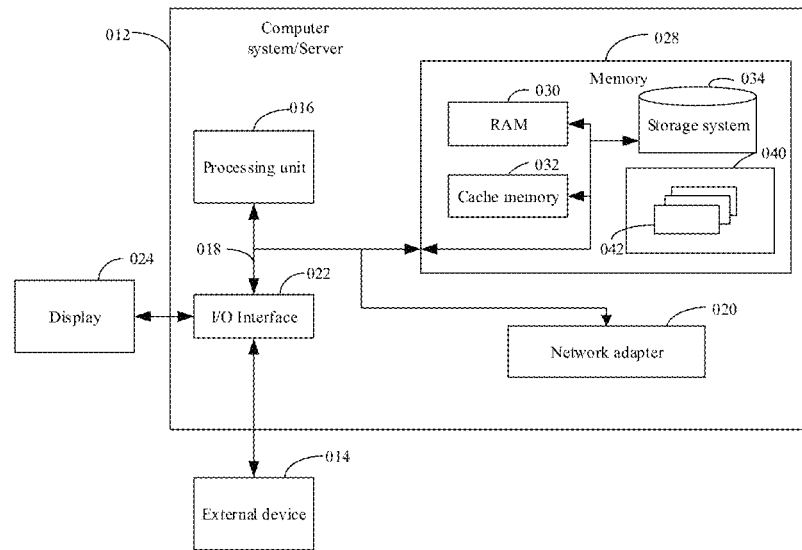 012
Computer
system/Server
028
Memory
034
030
RAM
Storage system
016
Processing unit
032
Cache memory
040
042
018
022
024
Display
I/O Interface
020
Network adapter
014
External device